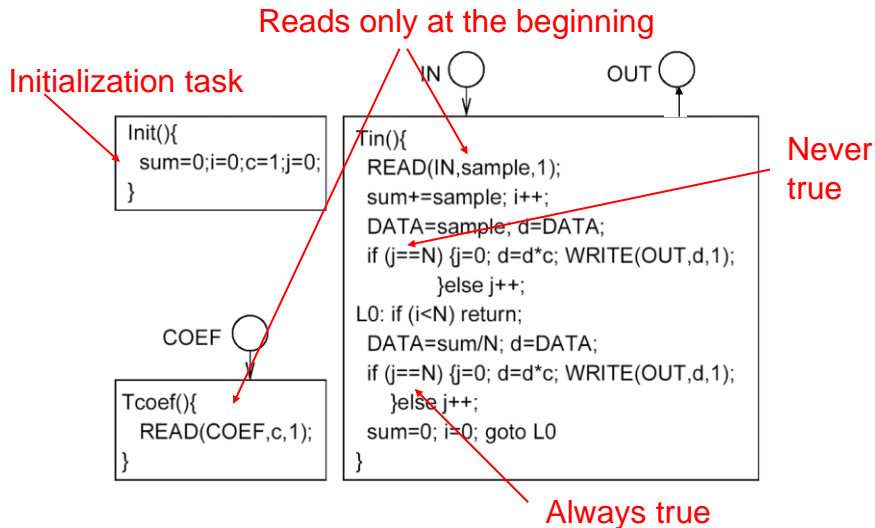 Reads only at the beginning
IN
OUT
Initialization task
Init(){
sum=0;i=0;c=1;j=0;
}
Tin(){
READ(IN,sample,1);
sum+=sample; i++;
DATA=sample; d=DATA;
if (j==N) {j=0; d=d*c; WRITE(OUT,d,1);
}else j++;
L0: if (i<N) return;
DATA=sum/N; d=DATA;
if (j==N) {j=0; d=d*c; WRITE(OUT,d,1);
}else j++;
sum=0; i=0; goto L0
}
Never
true
COEF
Tcoef(){
READ(COEF,c,1);
}
Always true